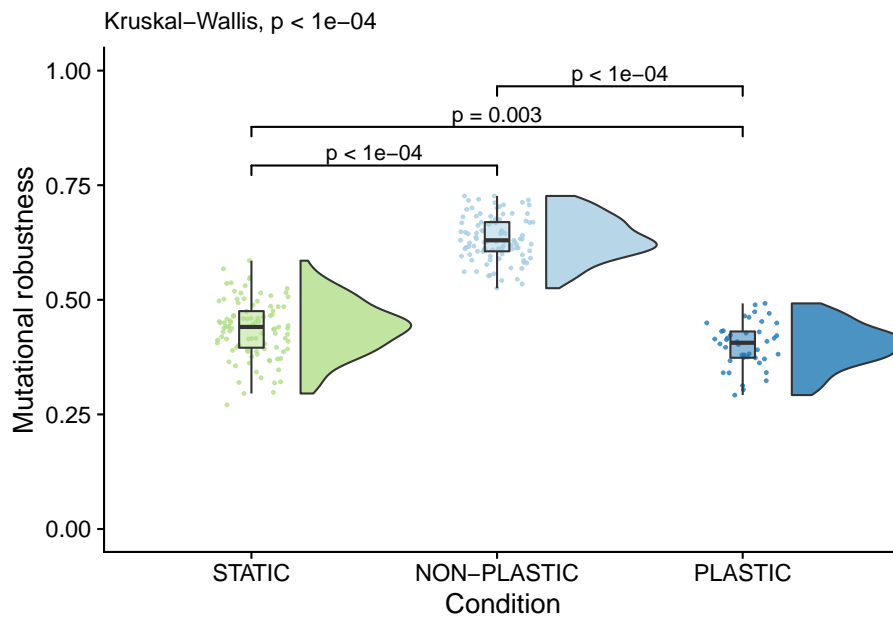 Kruskal−Wallis, p < 1e−04
1.00
0.75
0.50
0.25
0.00
Mutational robustness
p < 1e−04
p = 0.003
p < 1e−04
STATIC
NON−PLASTIC
PLASTIC
Condition